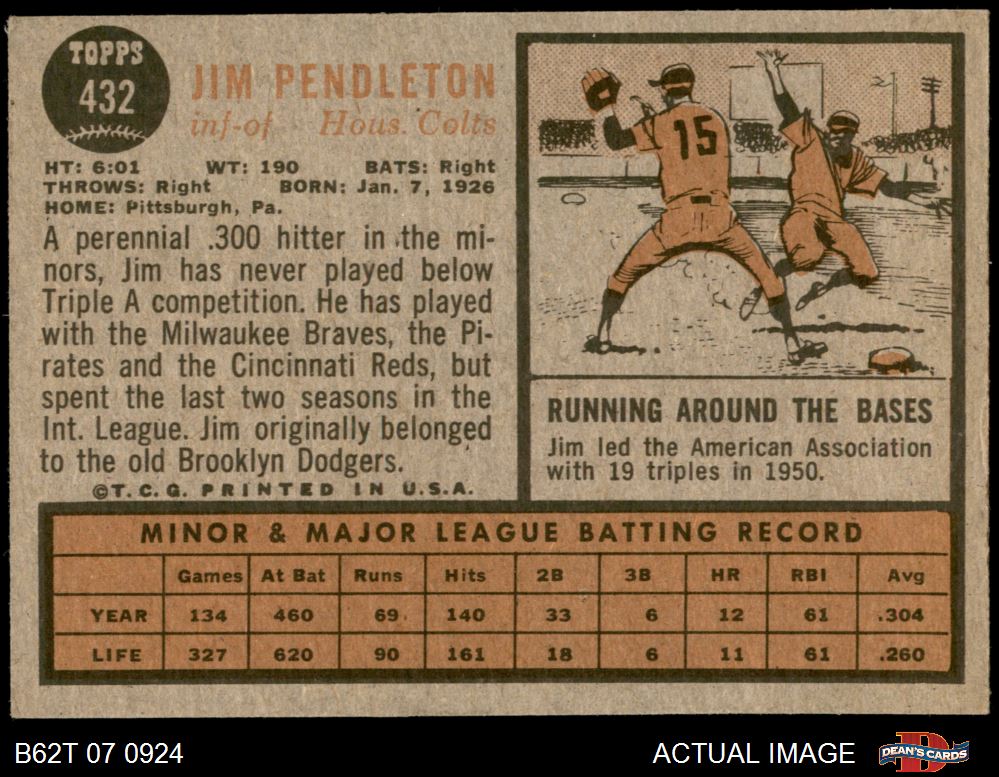 TOPPS
432
JIM PENDLETON
inf-of Hous. Colts
HT: 6:01 WT: 190 BATS: Right
THROWS: Right BORN: Jan. 7, 1926
HOME: Pittsburgh, Pa.
A perennial .300 hitter in the mi-
nors, Jim has never played below
Triple A competition. He has played
with the Milwaukee Braves, the Pi-
rates and the Cincinnati Reds, but
spent the last two seasons in the
Int. League. Jim originally belonged
to the old Brooklyn Dodgers.
©T.C.G. PRINTED IN U.S.A.
15
RUNNING AROUND THE BASES
Jim led the American Association
with 19 triples in 1950.
MINOR & MAJOR LEAGUE BATTING RECORD
Games At Bat Runs Hits 2B 3B HR RBI Avg
YEAR 134 460 69 140 33 6 12 61 .304
LIFE 327 620 90 161 18 6 11 61 .260
B62T 07 0924 ACTUAL IMAGE DEAN'S CARDS